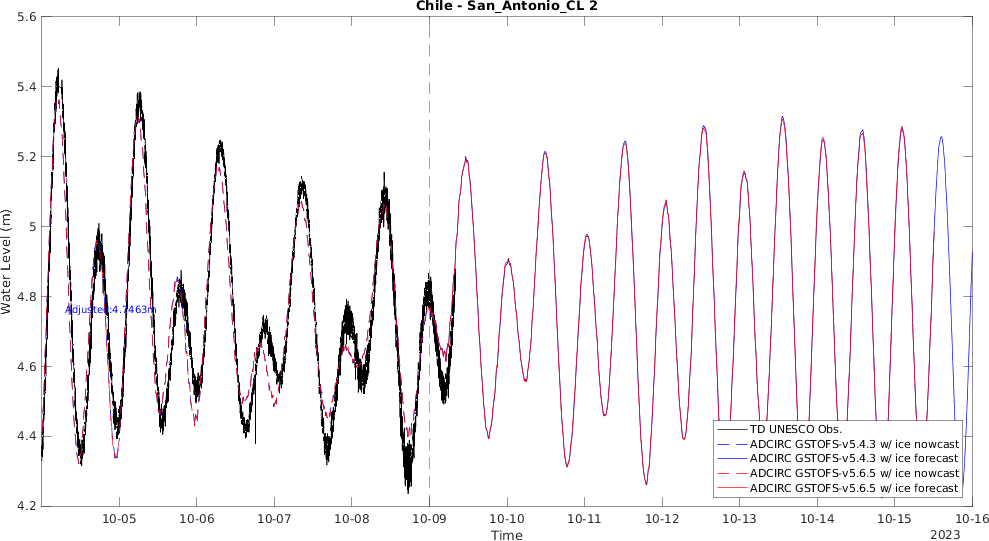 Chile - San_Antonio_CL 2
5.6
5.4
5.2
5
4.8
4.6
4.4
4.2
Water Level (m)
Adjusted:4.7463m
TD UNESCO Obs.
ADCIRC GSTOFS-v5.4.3 w/ ice nowcast
ADCIRC GSTOFS-v5.4.3 w/ ice forecast
ADCIRC GSTOFS-v5.6.5 w/ ice nowcast
ADCIRC GSTOFS-v5.6.5 w/ ice forecast
10-05 10-06 10-07 10-08 10-09 10-10 10-11 10-12 10-13 10-14 10-15 10-16
Time
2023